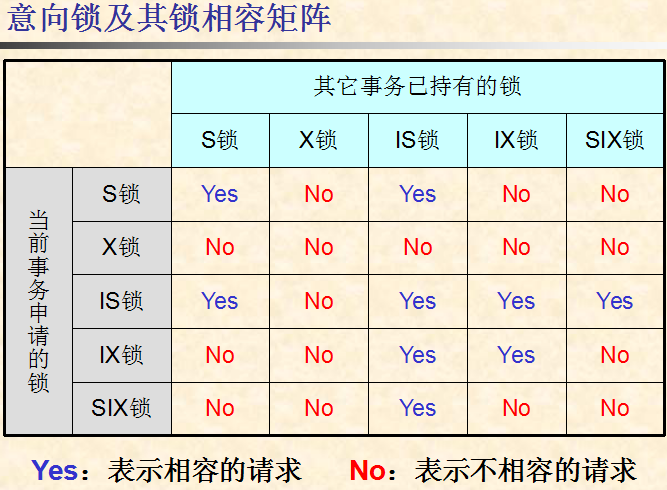 意向锁及其锁相容矩阵
其它事务已持有的锁
S锁 X锁 IS锁 IX锁 SIX锁
当前事务申请的锁
S锁 Yes No Yes No No
X锁 No No No No No
IS锁 Yes No Yes Yes Yes
IX锁 No No Yes Yes No
SIX锁 No No Yes No No
Yes：表示相容的请求 No：表示不相容的请求